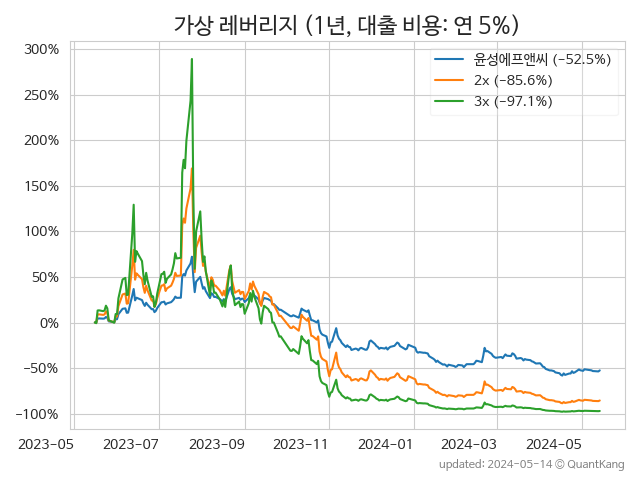 가상 레버리지 (1년, 대출 비용: 연 5%)
윤성에프앤씨 (-52.5%)
2x (-85.6%)
3x (-97.1%)
300%
250%
200%
150%
100%
50%
0%
-50%
-100%
2023-05 2023-07 2023-09 2023-11 2024-01 2024-03 2024-05
updated: 2024-05-14 © QuantKang